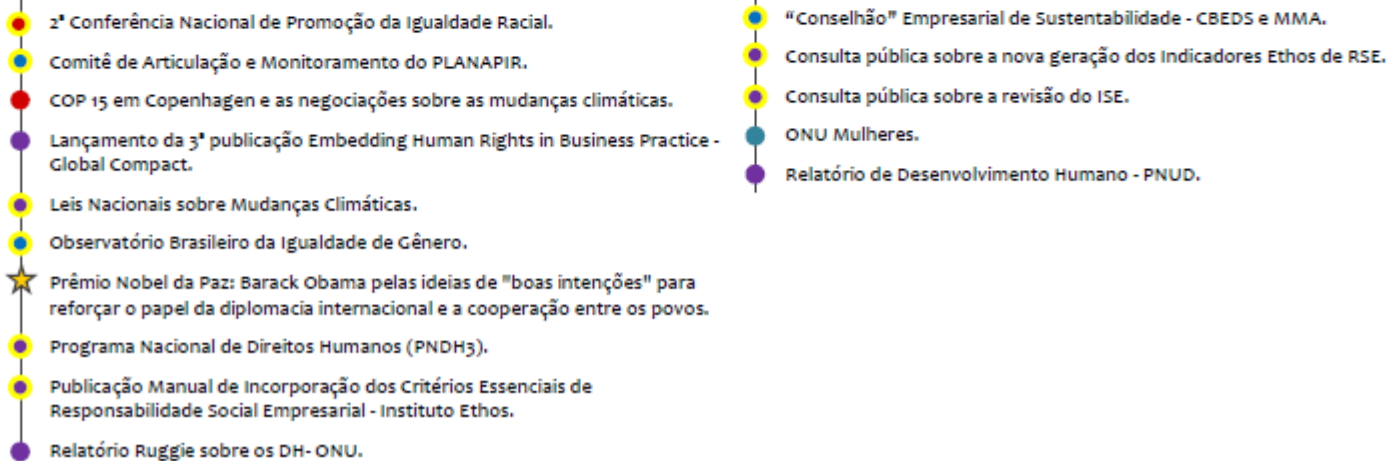 2ª Conferência Nacional de Promoção da Igualdade Racial.
Comitê de Articulação e Monitoramento do PLANAPIR.
COP 15 em Copenhagen e as negociações sobre as mudanças climáticas.
Lançamento da 3ª publicação Embedding Human Rights in Business Practice -
Global Compact.
Leis Nacionais sobre Mudanças Climáticas.
Observatório Brasileiro da Igualdade de Gênero.
Prêmio Nobel da Paz: Barack Obama pelas ideias de "boas intenções" para
reforçar o papel da diplomacia internacional e a cooperação entre os povos.
Programa Nacional de Direitos Humanos (PNDH3).
Publicação Manual de Incorporação dos Critérios Essenciais de
Responsabilidade Social Empresarial - Instituto Ethos.
Relatório Ruggie sobre os DH- ONU.
“Conselhão” Empresarial de Sustentabilidade - CBEDS e MMA.
Consulta pública sobre a nova geração dos Indicadores Ethos de RSE.
Consulta pública sobre a revisão do ISE.
ONU Mulheres.
Relatório de Desenvolvimento Humano - PNUD.